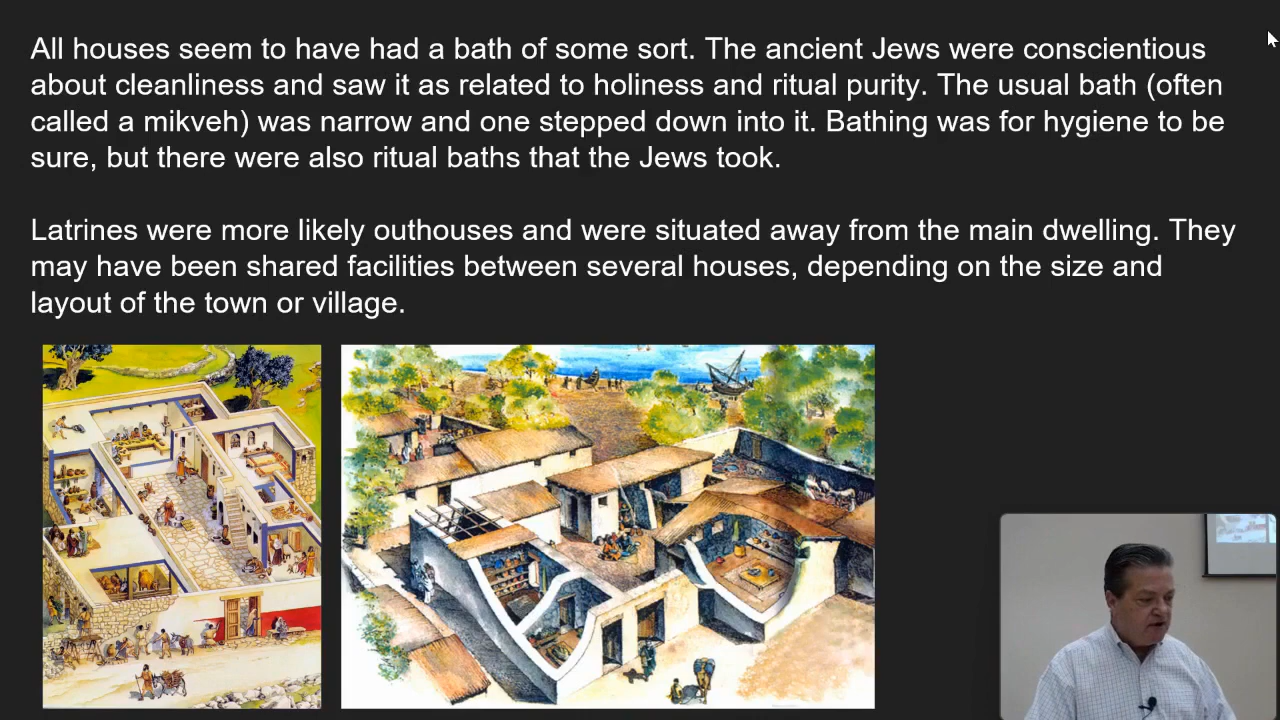 All houses seem to have had a bath of some sort. The ancient Jews were conscientious
about cleanliness and saw it as related to holiness and ritual purity. The usual bath (often
called a mikveh) was narrow and one stepped down into it. Bathing was for hygiene to be
sure, but there were also ritual baths that the Jews took.
Latrines were more likely outhouses and were situated away from the main dwelling. They
may have been shared facilities between several houses, depending on the size and
layout of the town or village.